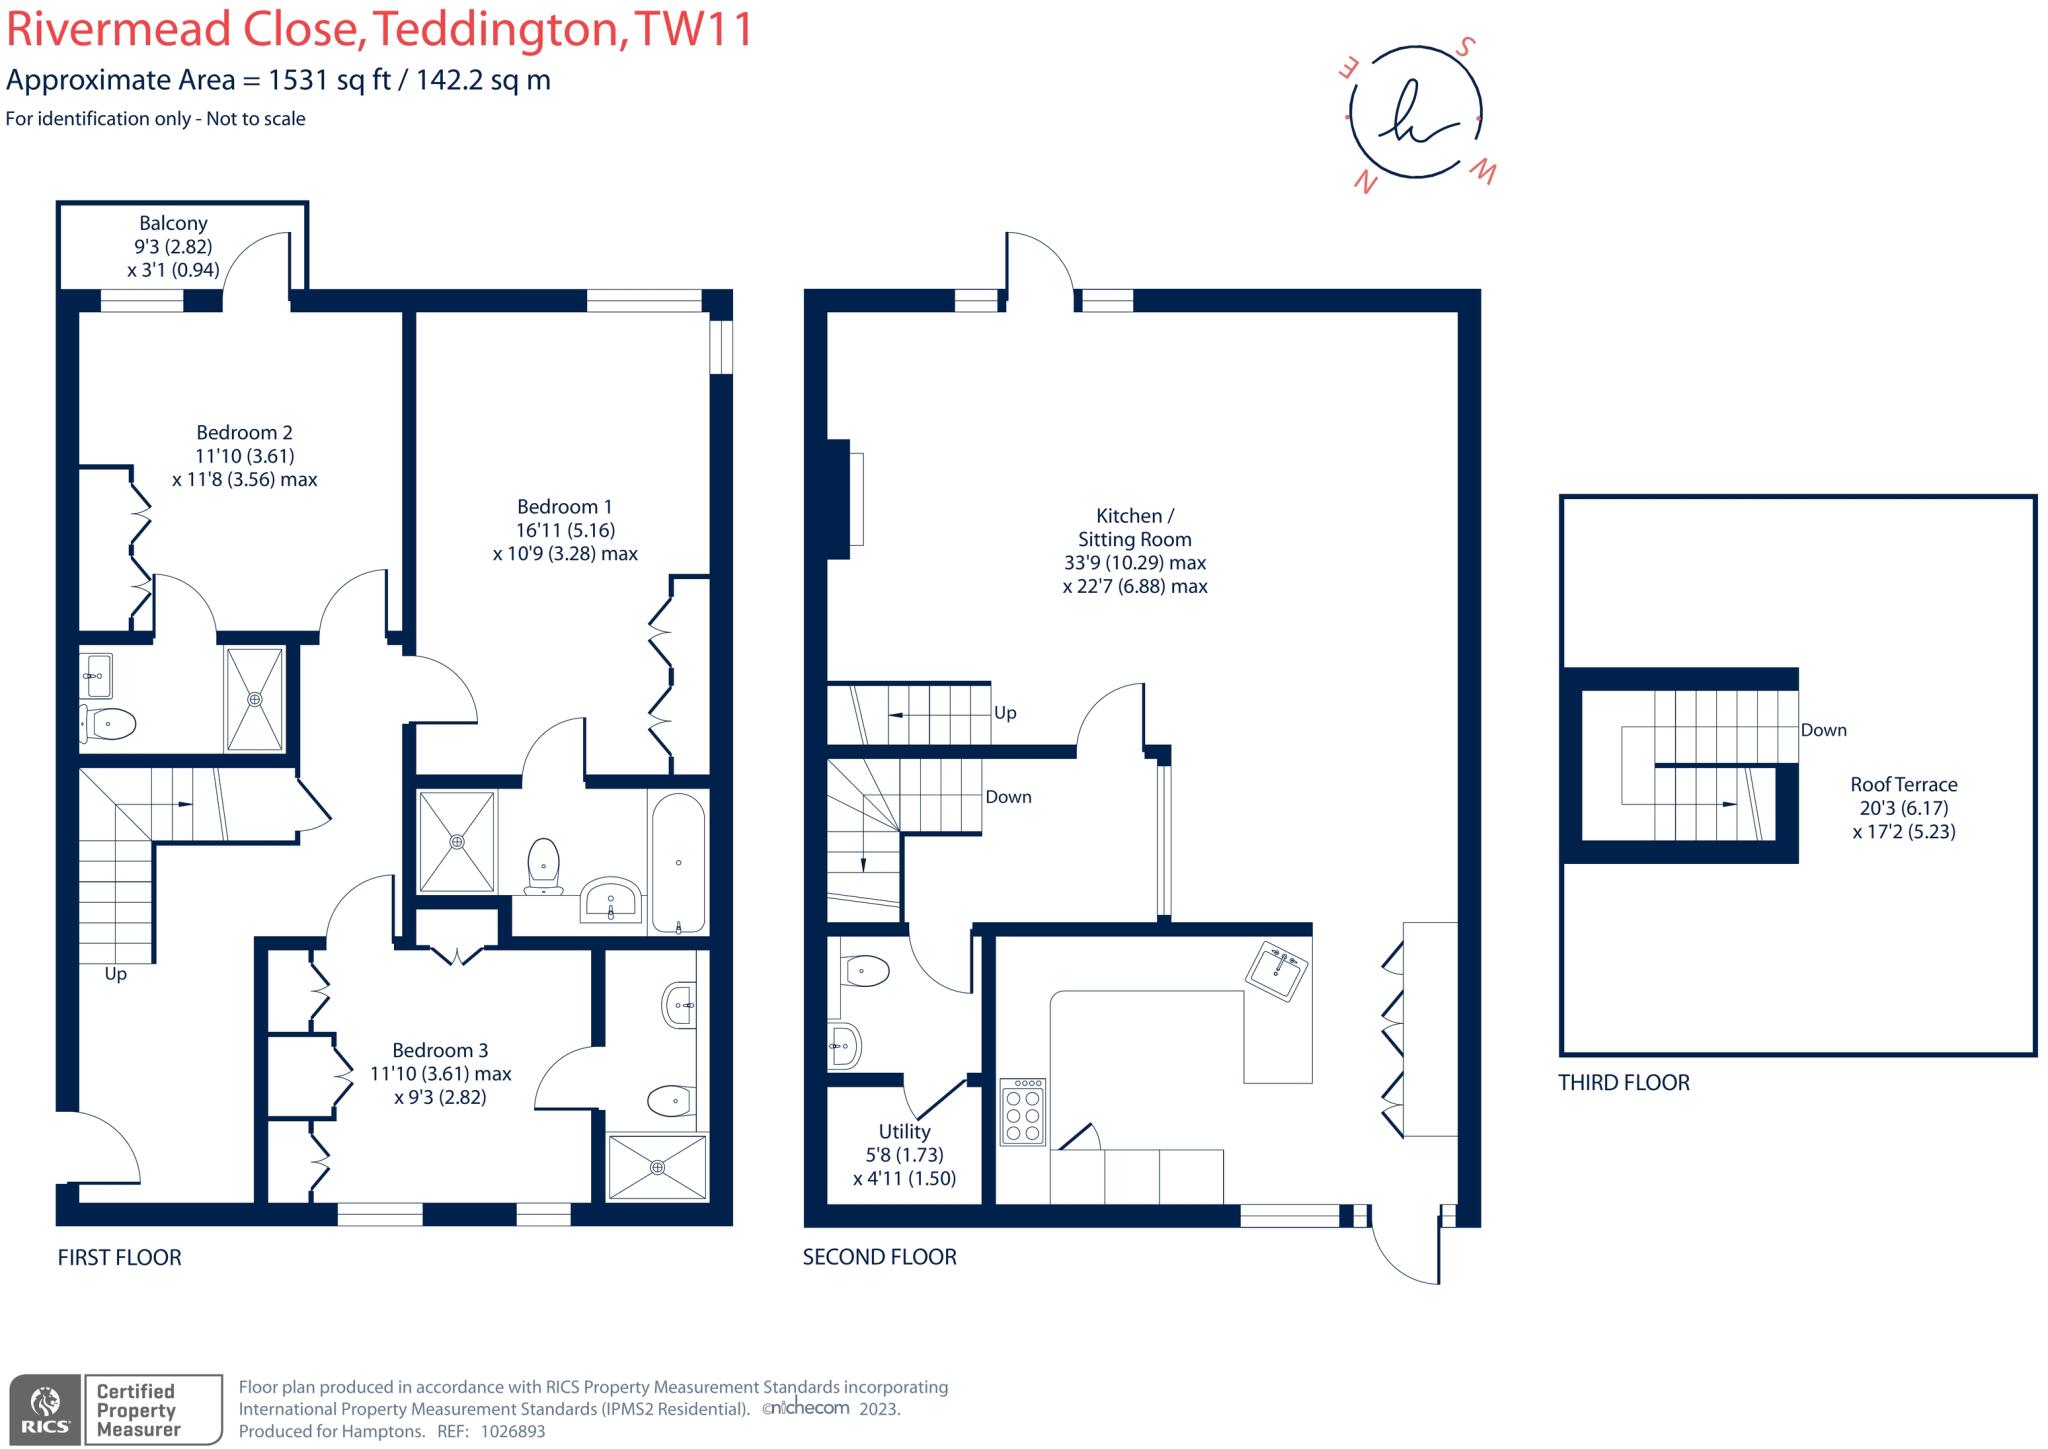 Rivermead Close, Teddington, TW11
Approximate Area = 1531 sq ft / 142.2 sq m
For identification only - Not to scale
S
E
W
N
Balcony
9'3 (2.82)
x 3'1 (0.94)
Bedroom 2
11'10 (3.61)
x 11'8 (3.56) max
Bedroom 1
16'11 (5.16)
x 10'9 (3.28) max
Up
Bedroom 3
11'10 (3.61) max
x 9'3 (2.82)
FIRST FLOOR
Kitchen /
Sitting Room
33'9 (10.29) max
x 22'7 (6.88) max
Up
Down
Utility
5'8 (1.73)
x 4'11 (1.50)
SECOND FLOOR
Down
Roof Terrace
20'3 (6.17)
x 17'2 (5.23)
THIRD FLOOR
RICS
Certified
Property
Measurer
Floor plan produced in accordance with RICS Property Measurement Standards incorporating
International Property Measurement Standards (IPMS2 Residential). ©nichecom 2023.
Produced for Hamptons. REF: 1026893